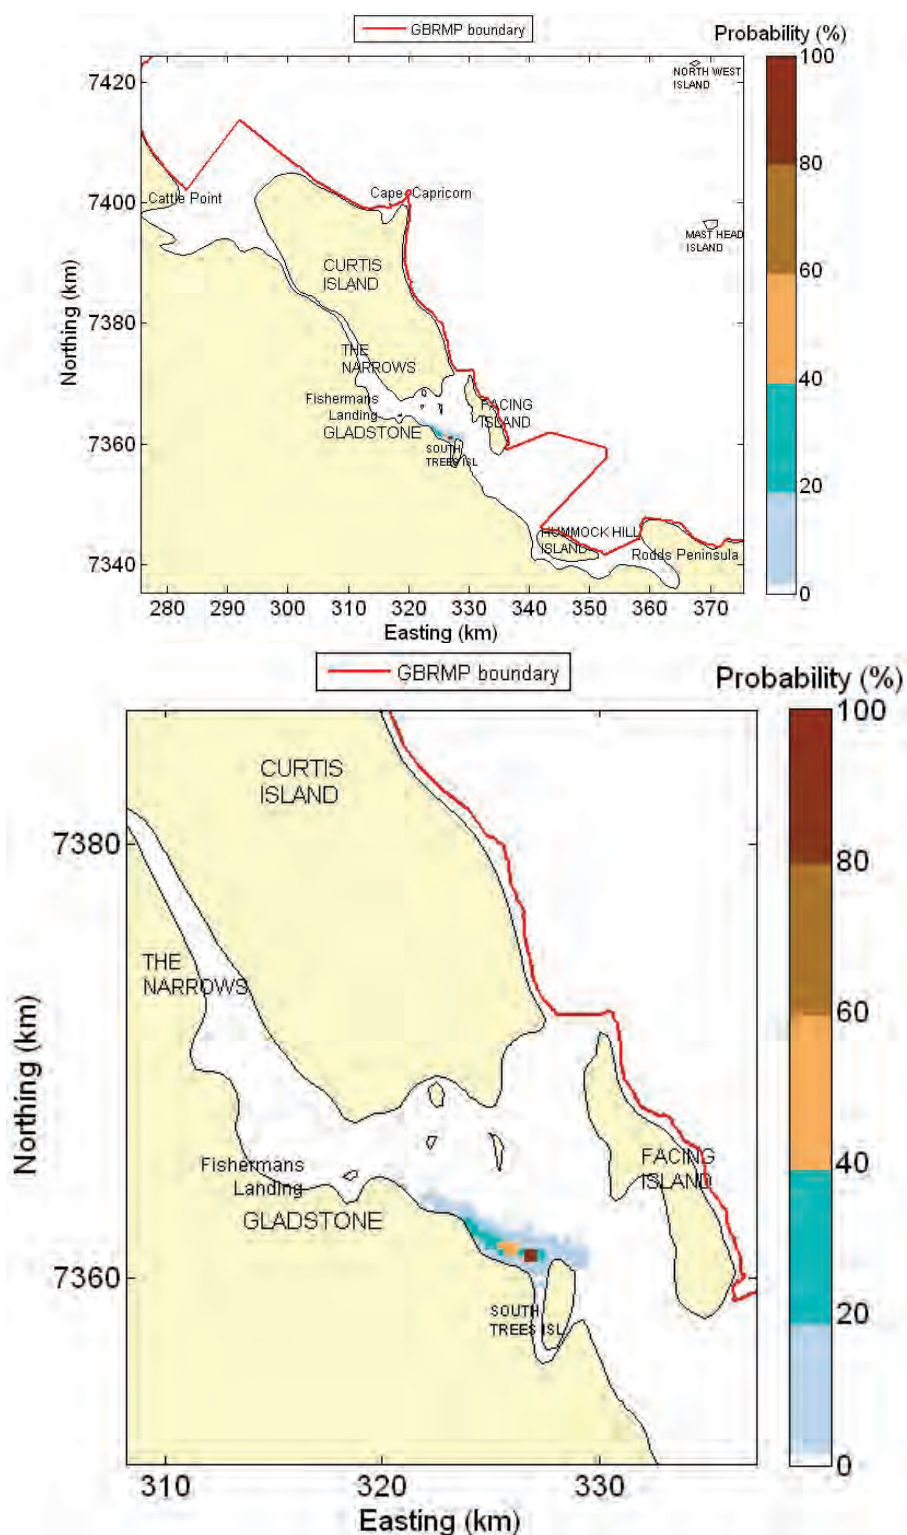 GBRMP boundary
Probability (%)
100
80
60
40
20
0
Northing (km)
7420
7400
7380
7360
7340
NORTH WEST
ISLAND
Cattle Point
Cape Capricorn
MAST HEAD
ISLAND
CURTIS
ISLAND
THE
NARROWS
Fishermans
Landing
GLADSTONE
FACING
ISLAND
SOUTH
TREES ISL
HUMMOCK HILL
ISLAND
Rodds Peninsula
280
290
300
310
320
330
340
350
360
370
Easting (km)
GBRMP boundary
Probability (%)
100
80
60
40
20
0
Northing (km)
7380
7360
CURTIS
ISLAND
THE
NARROWS
Fishermans
Landing
GLADSTONE
FACING
ISLAND
SOUTH
TREES ISL
310
320
330
Easting (km)